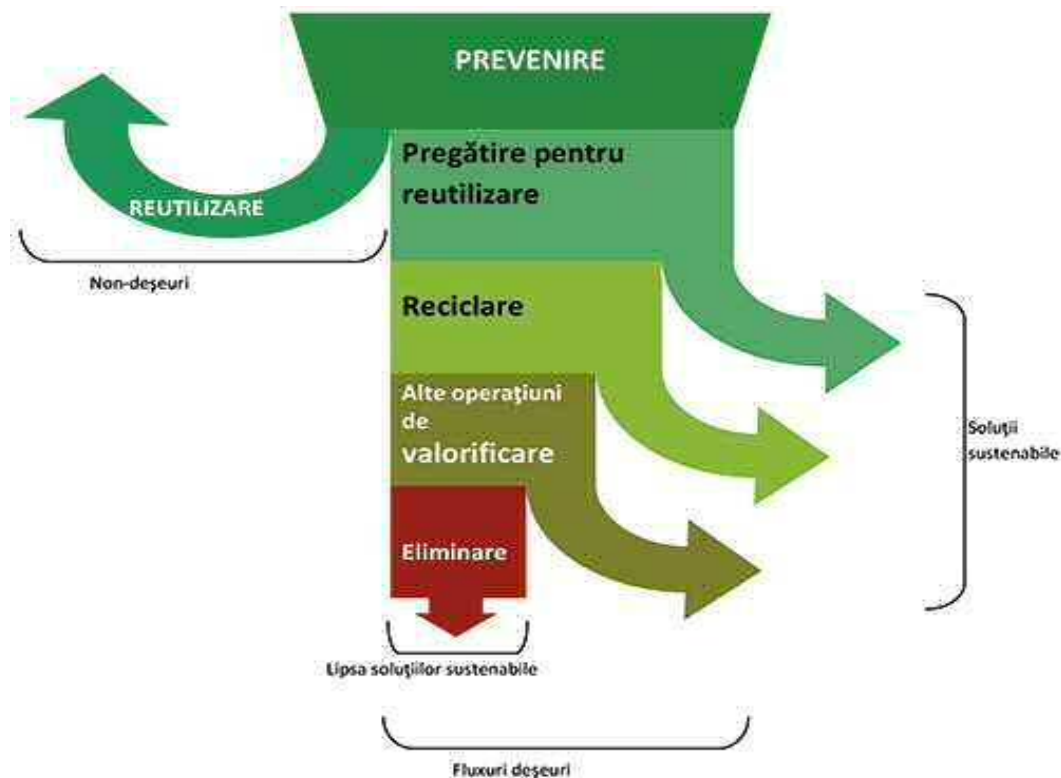 PREVENIRE
Pregătire pentru
reutilizare
REUTILIZARE
Non-deşeuri
Reciclare
Alte operaţiuni
de
valorificare
Soluţii
sustenabile
Eliminare
Lipsa soluţiilor sustenabile
Fluxuri deşeuri